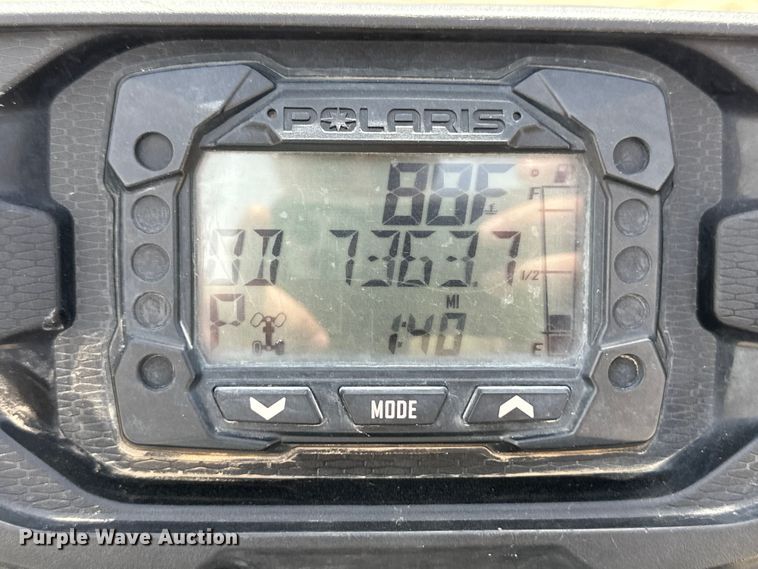 POLARIS
88F
F
OD 7363.7
1/2
MI
P
1:40
E
MODE
Purple Wave Auction